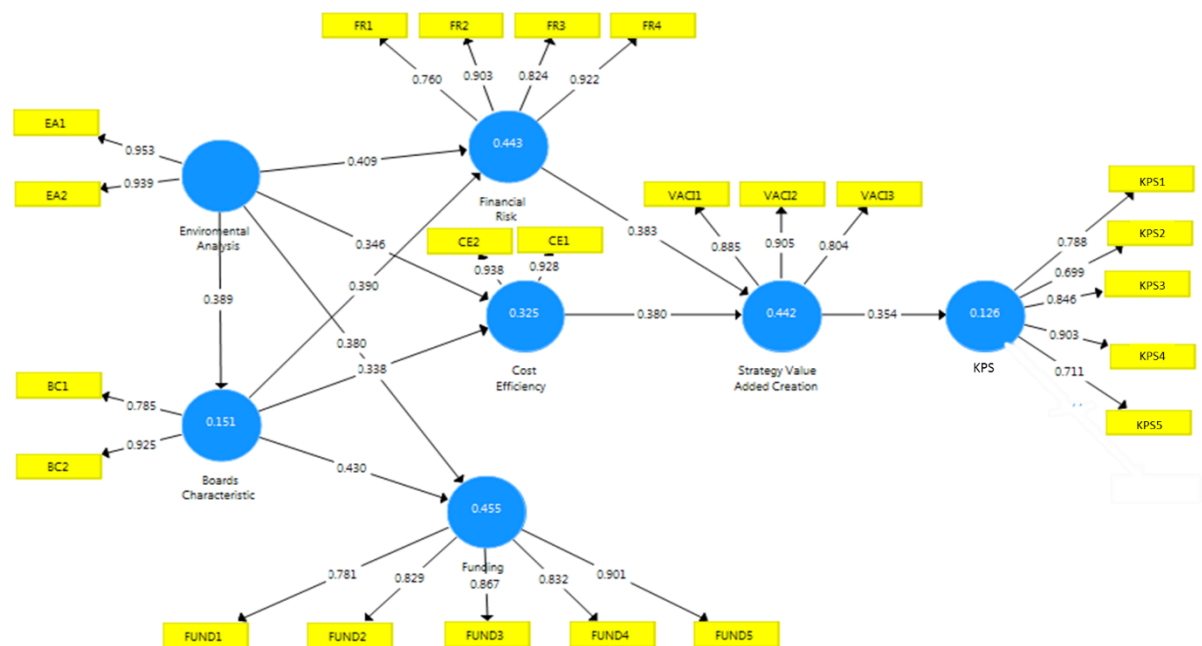 FR1
FR2
FR3
FR4
0.760
0.903
0.824
0.922
EA1
EA2
0.953
0.939
Enviromental
Analysis
0.409
0.443
Financial
Risk
0.346
0.389
0.390
0.380
0.338
CE2
CE1
0.938
0.928
0.325
Cost
Efficiency
0.383
0.380
VACI1
VACI2
VACI3
0.885
0.905
0.804
0.442
Strategy Value
Added Creation
0.354
0.126
KPS
KPS1
KPS2
KPS3
KPS4
KPS5
0.788
0.699
0.846
0.903
0.711
BC1
BC2
0.785
0.925
0.151
Boards
Characteristic
0.430
0.455
Funding
0.781
0.829
0.867
0.832
0.901
FUND1
FUND2
FUND3
FUND4
FUND5